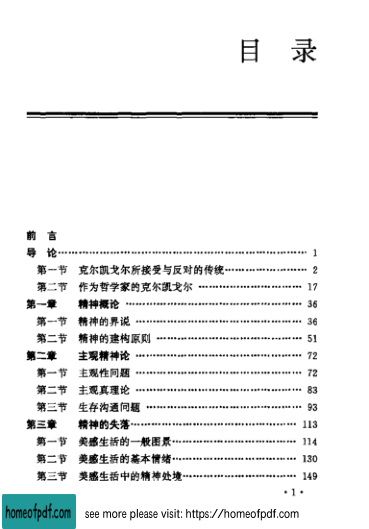 目 录
前 言
导 论 1
第一节 克尔凯戈尔所接受与反对的传统 2
第二节 作为哲学家的克尔凯戈尔 17
第一章 精神概论 36
第一节 精神的界说 36
第二节 精神的建构原则 51
第二章 主观精神论 72
第一节 主观性问题 72
第二节 主观真理论 83
第三节 生存沟通问题 93
第三章 精神的失落 113
第一节 美感生活的一般图景 114
第二节 美感生活的基本情绪 130
第三节 美感生活中的精神处境 149
·1·
homeofpdf.com see more please visit: https://homeofpdf.com